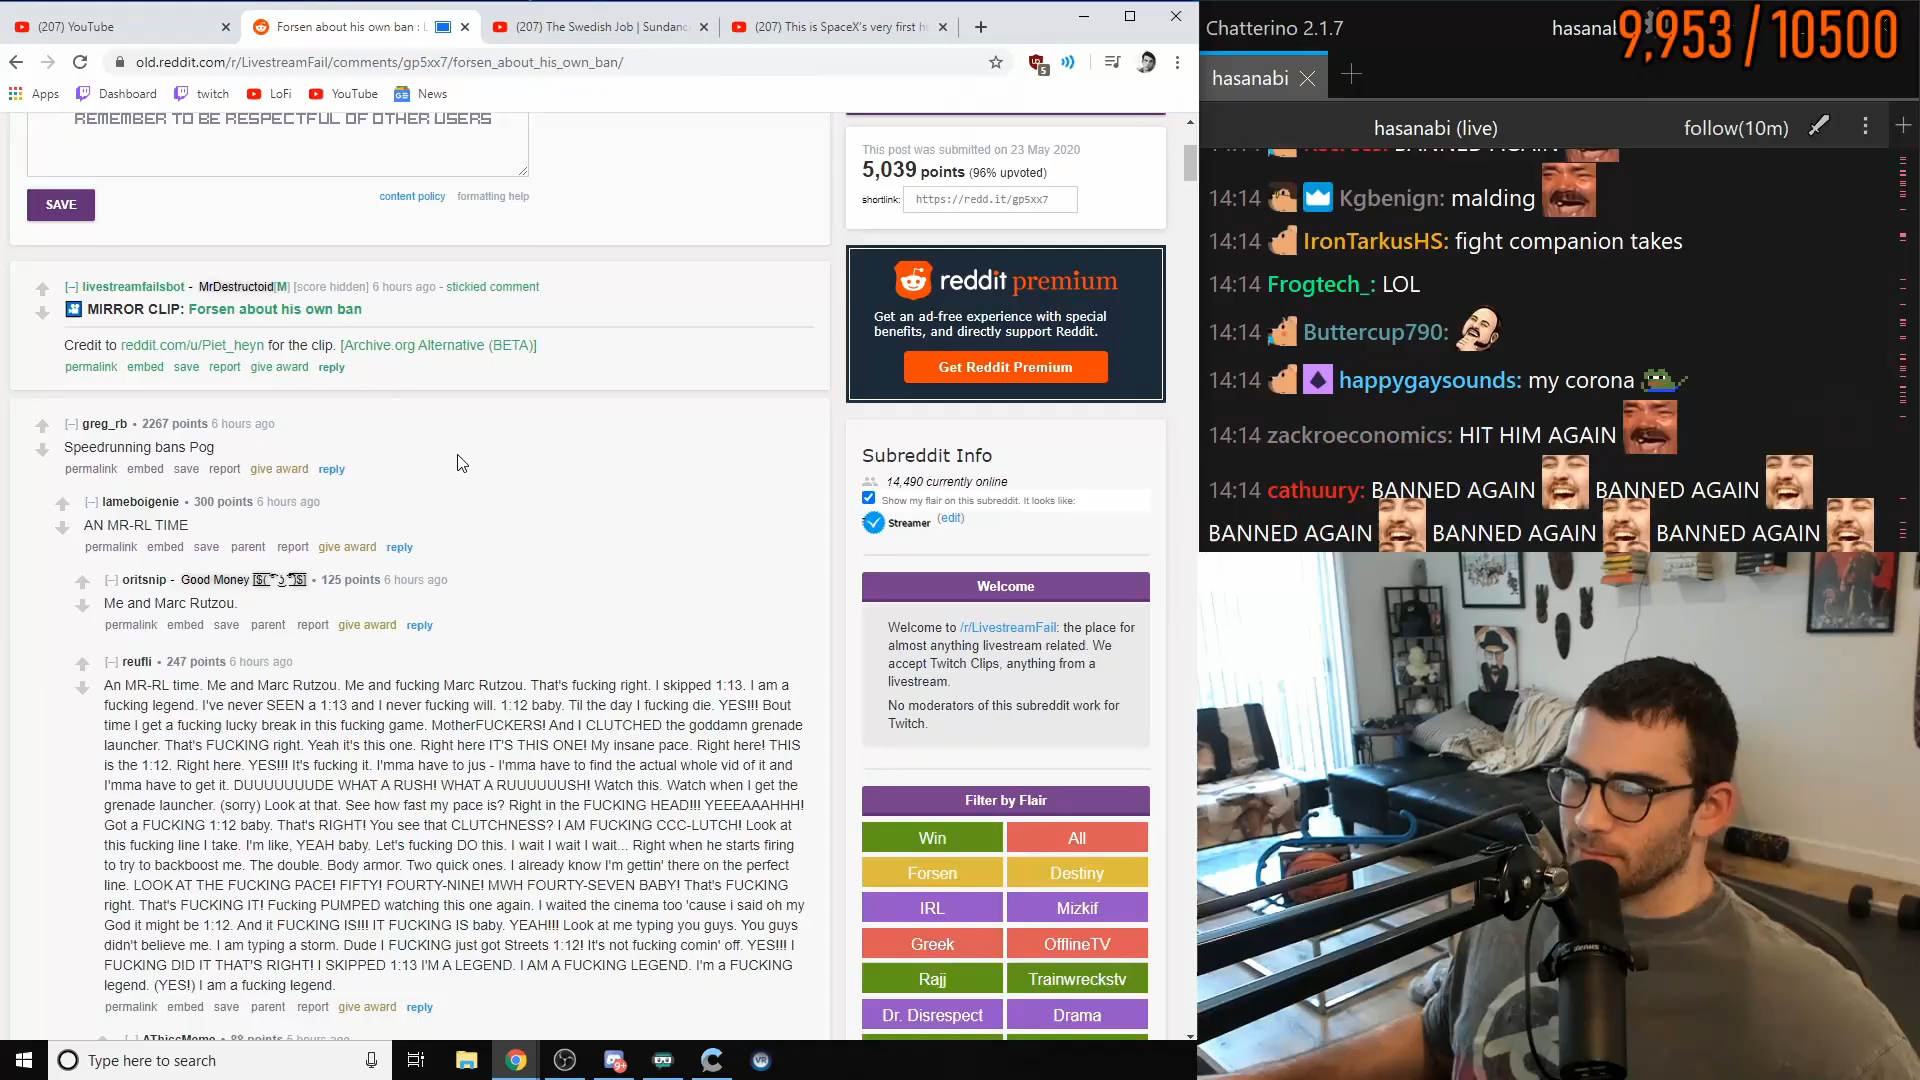 (207) YouTube
Forsen about his own ban : L
(207) The Swedish Job | Sundanc
(207) This is SpaceX's very first h
old.reddit.com/r/LivestreamFail/comments/gp5xx7/forsen_about_his_own_ban/
5
Apps
Dashboard
twitch
LoFi
YouTube
News
REMEMBER TO BE RESPECTFUL OF OTHER USERS
SAVE
content policy
formatting help
[–] livestreamfailsbot - MrDestructoid[M] [score hidden] 6 hours ago - stickied comment
MIRROR CLIP: Forsen about his own ban
Credit to reddit.com/u/Piet_heyn for the clip. [Archive.org Alternative (BETA)]
permalink embed save report give award reply
[–] greg_rb • 2267 points 6 hours ago
Speedrunning bans Pog
permalink embed save report give award reply
[–] lameboigenie • 300 points 6 hours ago
AN MR-RL TIME
permalink embed save parent report give award reply
[–] oritsnip - Good Money • 125 points 6 hours ago
Me and Marc Rutzou.
permalink embed save parent report give award reply
[–] reufli • 247 points 6 hours ago
An MR-RL time. Me and Marc Rutzou. Me and fucking Marc Rutzou. That's fucking right. I skipped 1:13. I am a
fucking legend. I've never SEEN a 1:13 and I never fucking will. 1:12 baby. Til the day I fucking die. YES!!! Bout
time I get a fucking lucky break in this fucking game. MotherFUCKERS! And I CLUTCHED the goddamn grenade
launcher. That's FUCKING right. Yeah it's this one. Right here IT'S THIS ONE! My insane pace. Right here! THIS
is the 1:12. Right here. YES!!! It's fucking it. I'mma have to jus - I'mma have to find the actual whole vid of it and
I'mma have to get it. DUUUUUUUDE WHAT A RUSH! WHAT A RUUUUUUSH! Watch this. Watch when I get the
grenade launcher. (sorry) Look at that. See how fast my pace is? Right in the FUCKING HEAD!!! YEEEAAAHHH!
Got a FUCKING 1:12 baby. That's RIGHT! You see that CLUTCHNESS? I AM FUCKING CCC-LUTCH! Look at
this fucking line I take. I'm like, YEAH baby. Let's fucking DO this. I wait I wait I wait... Right when he starts firing
to try to backboost me. The double. Body armor. Two quick ones. I already know I'm gettin' there on the perfect
line. LOOK AT THE FUCKING PACE! FIFTY! FOURTY-NINE! MWH FOURTY-SEVEN BABY! That's FUCKING
right. That's FUCKING IT! Fucking PUMPED watching this one again. I waited the cinema too 'cause i said oh my
God it might be 1:12. And it FUCKING IS!!! IT FUCKING IS baby. YEAH!!! Look at me typing you guys. You guys
didn't believe me. I am typing a storm. Dude I FUCKING just got Streets 1:12! It's not fucking comin' off. YES!!! I
FUCKING DID IT THAT'S RIGHT! I SKIPPED 1:13 I'M A LEGEND. I AM A FUCKING LEGEND. I'm a FUCKING
legend. (YES!) I am a fucking legend.
permalink embed save parent report give award reply
[–] AThiccMeme 88 points 6 hours ago
This post was submitted on 23 May 2020
5,039 points (96% upvoted)
shortlink: https://redd.it/gp5xx7
reddit premium
Get an ad-free experience with special
benefits, and directly support Reddit.
Get Reddit Premium
Subreddit Info
14,490 currently online
Show my flair on this subreddit. It looks like:
Streamer (edit)
Welcome
Welcome to /r/LivestreamFail: the place for
almost anything livestream related. We
accept Twitch Clips, anything from a
livestream.
No moderators of this subreddit work for
Twitch.
Filter by Flair
Win All
Forsen Destiny
IRL Mizkif
Greek OfflineTV
Rajj Trainwreckstv
Dr. Disrespect Drama
Type here to search
9+
VR
Chatterino 2.1.7
hasanabi
9,953 / 10500
hasanabi
hasanabi (live)
follow(10m)
14:14 Kgbenign: malding
14:14 IronTarkusHS: fight companion takes
14:14 Frogtech_: LOL
14:14 Buttercup790:
14:14 happygaysounds: my corona
14:14 zackroeconomics: HIT HIM AGAIN
14:14 cathuury: BANNED AGAIN BANNED AGAIN
BANNED AGAIN BANNED AGAIN BANNED AGAIN